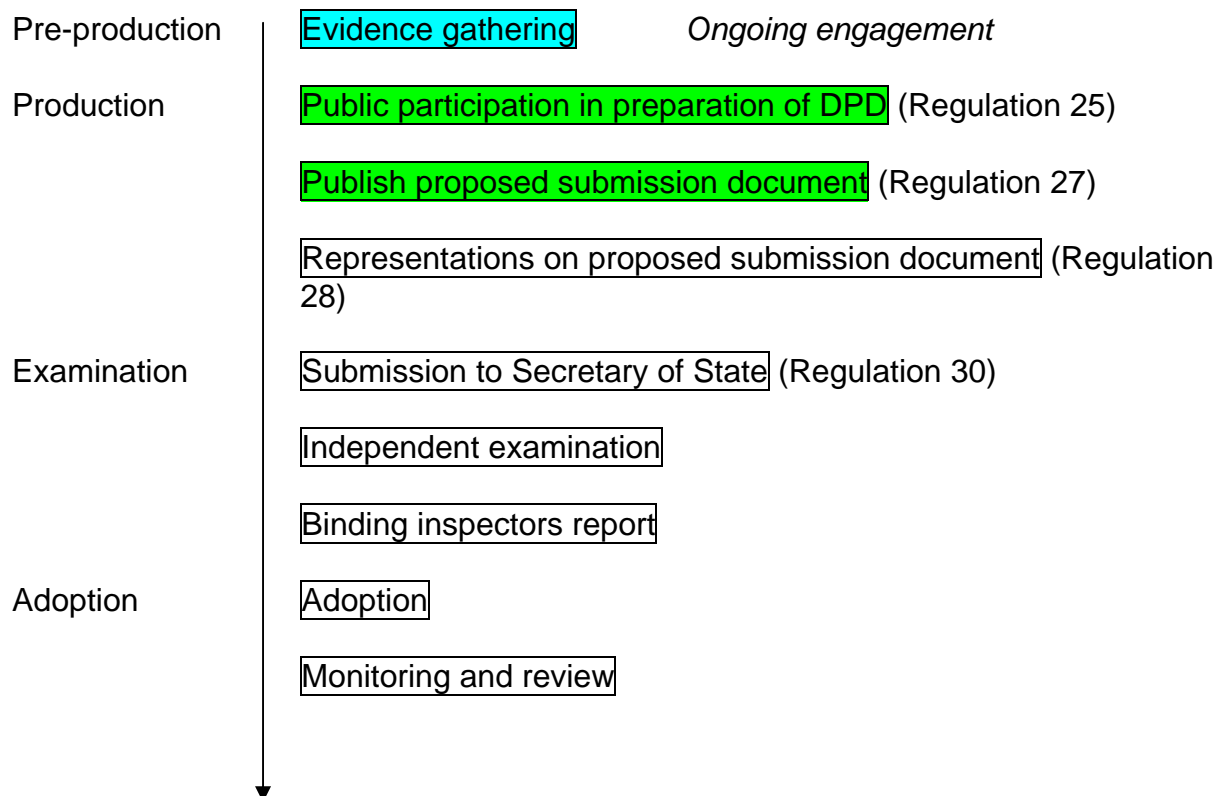 Pre-production Evidence gathering Ongoing engagement
Production Public participation in preparation of DPD (Regulation 25)
Publish proposed submission document (Regulation 27)
Representations on proposed submission document (Regulation
28)
Examination Submission to Secretary of State (Regulation 30)
Independent examination
Binding inspectors report
Adoption Adoption
Monitoring and review